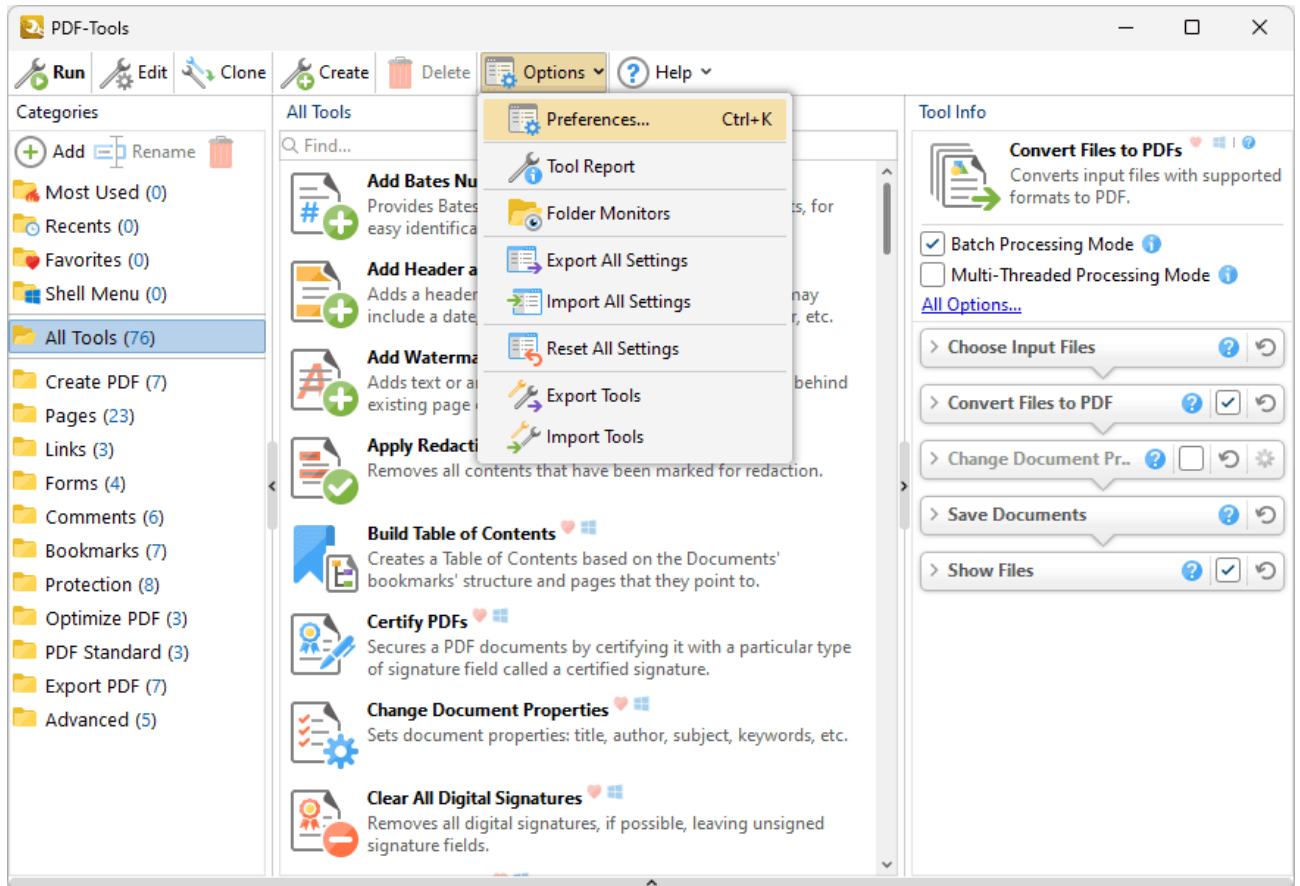 PDF-Tools
Run Edit Clone Create Delete Options Help
Categories
Add Rename
Most Used (0)
Recents (0)
Favorites (0)
Shell Menu (0)
All Tools (76)
Create PDF (7)
Pages (23)
Links (3)
Forms (4)
Comments (6)
Bookmarks (7)
Protection (8)
Optimize PDF (3)
PDF Standard (3)
Export PDF (7)
Advanced (5)
All Tools
Find...
Add Bates Nu
Provides Bates ts, for
easy identifica
Add Header a
Adds a header may
include a date, r, etc.
Add Waterma
Adds text or a behind
existing page
Apply Redacti
Removes all contents that have been marked for redaction.
Build Table of Contents
Creates a Table of Contents based on the Documents'
bookmarks' structure and pages that they point to.
Certify PDFs
Secures a PDF documents by certifying it with a particular type
of signature field called a certified signature.
Change Document Properties
Sets document properties: title, author, subject, keywords, etc.
Clear All Digital Signatures
Removes all digital signatures, if possible, leaving unsigned
signature fields.
Preferences... Ctrl+K
Tool Report
Folder Monitors
Export All Settings
Import All Settings
Reset All Settings
Export Tools
Import Tools
Tool Info
Convert Files to PDFs
Converts input files with supported
formats to PDF.
Batch Processing Mode
Multi-Threaded Processing Mode
All Options...
Choose Input Files
Convert Files to PDF
Change Document Pr..
Save Documents
Show Files